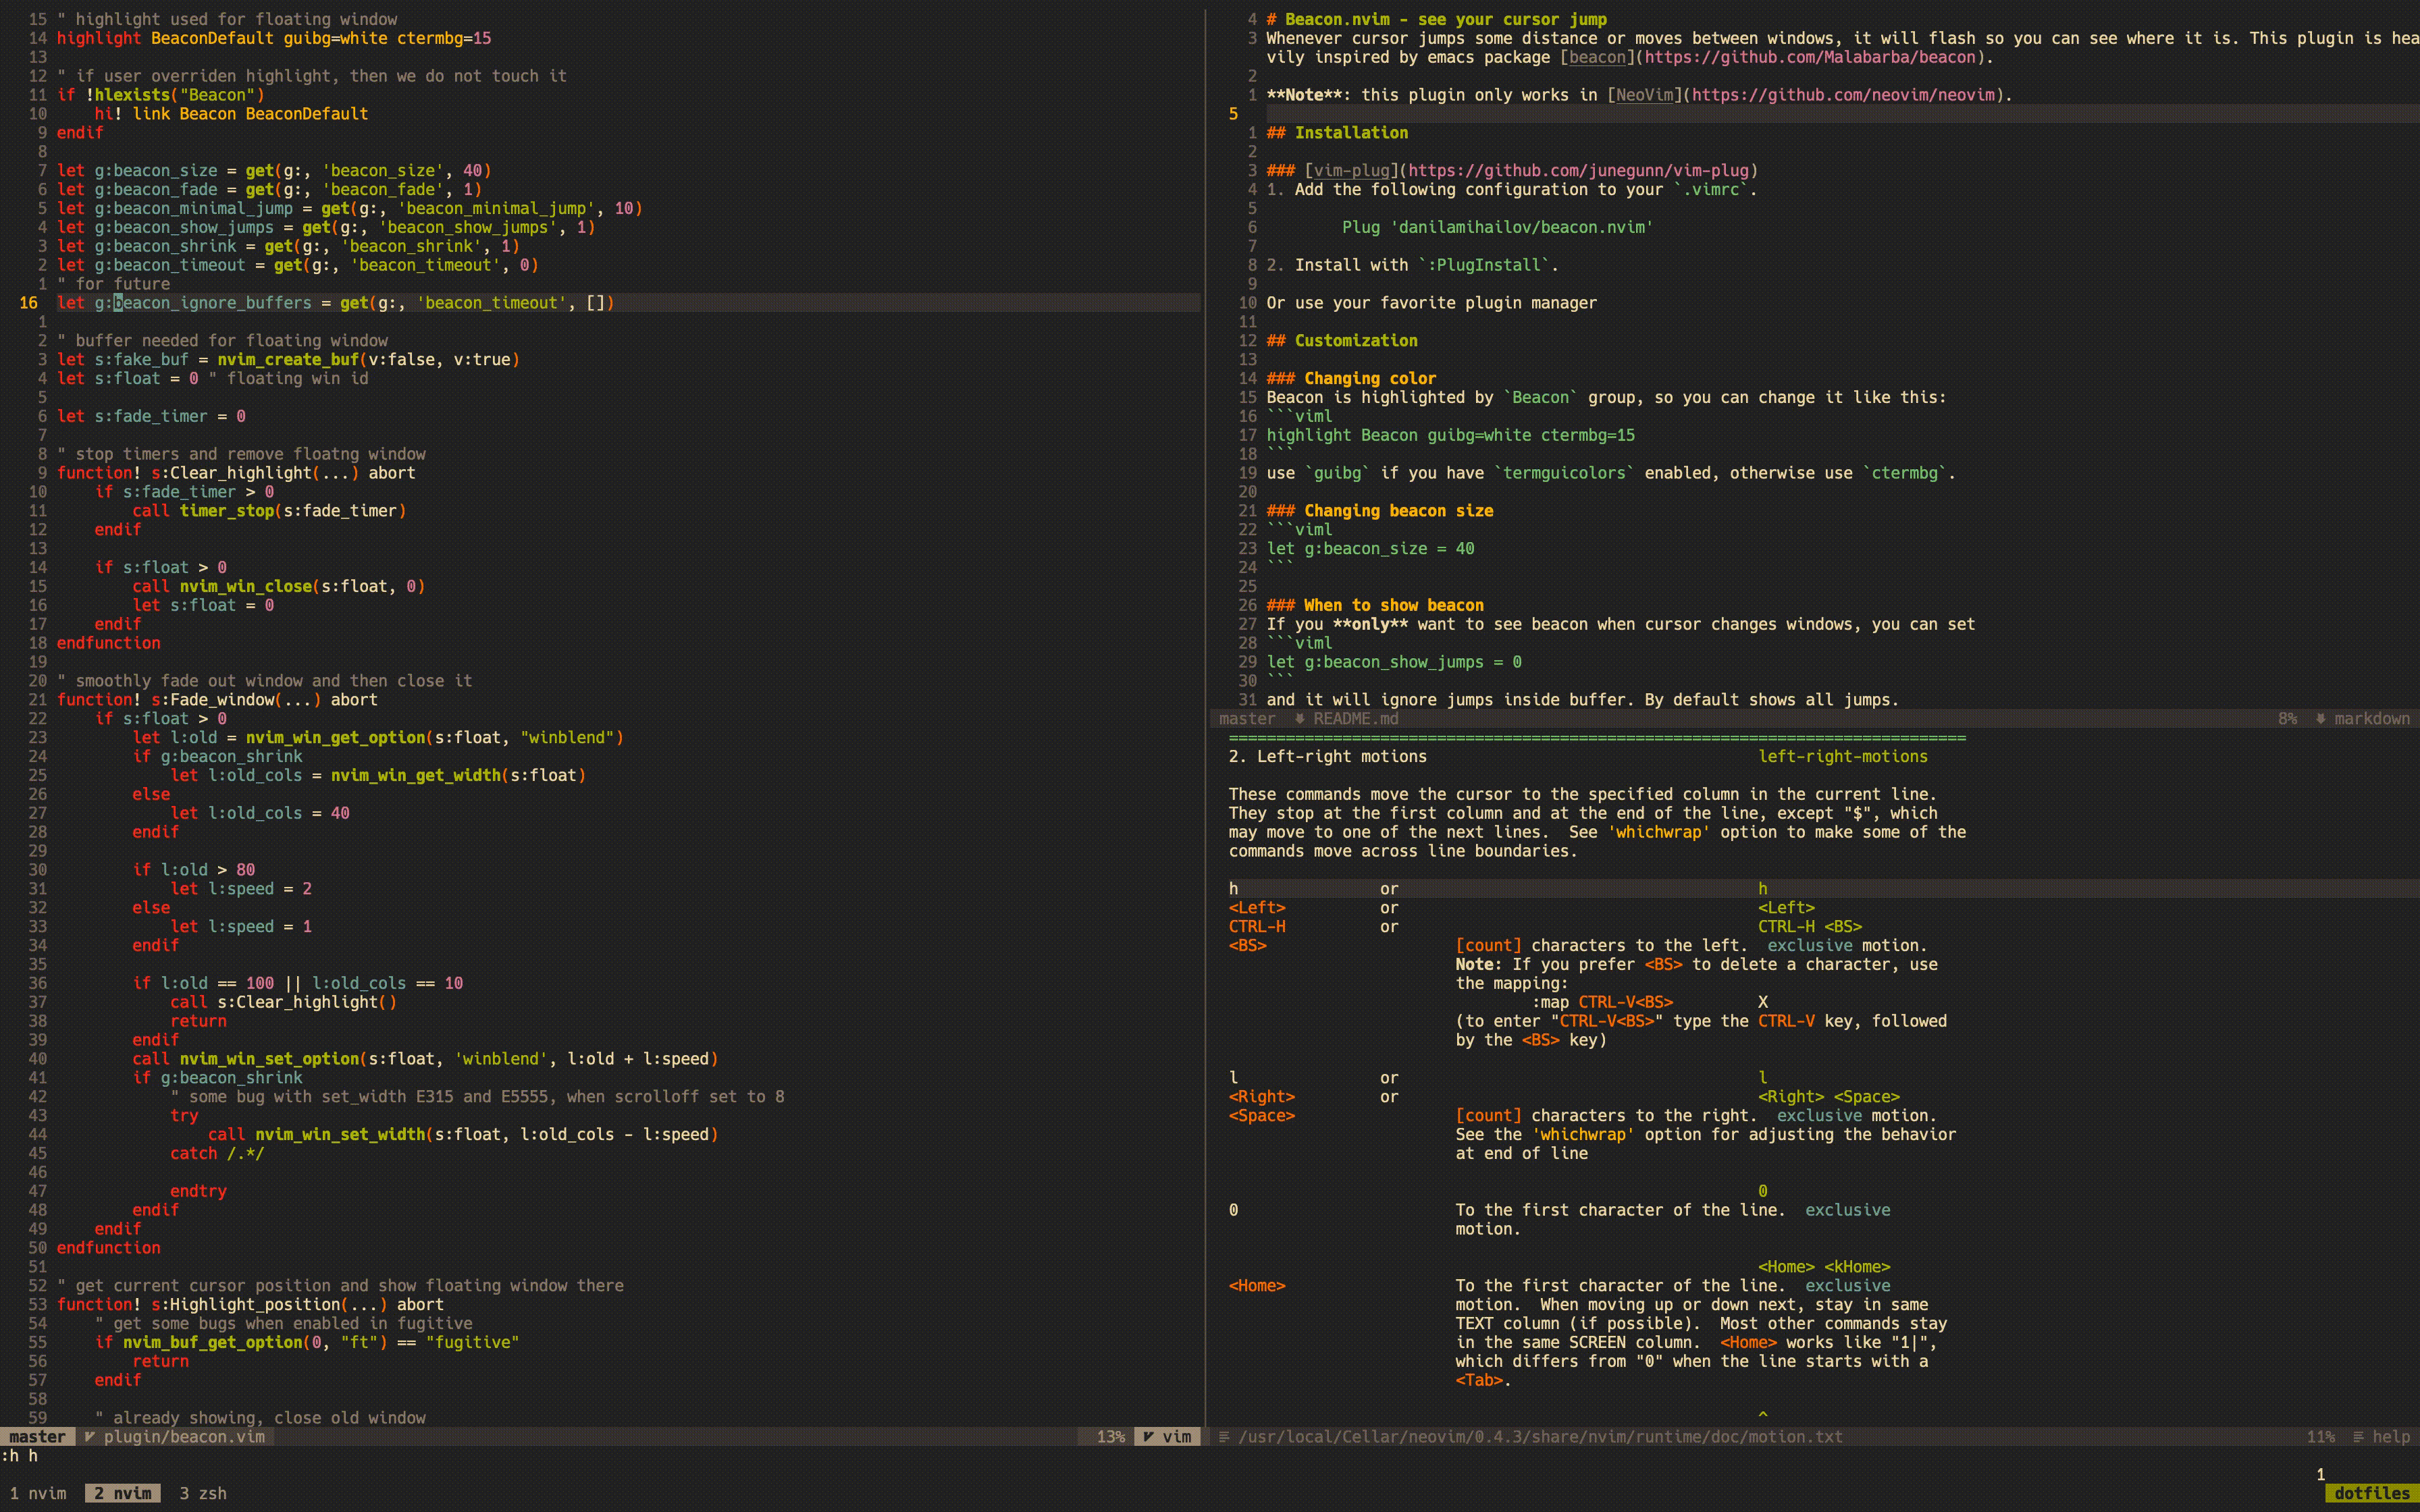 15 " highlight used for floating window
14 highlight BeaconDefault guibg=white ctermbg=15
13
12 " if user overriden highlight, then we do not touch it
11 if !hlexists("Beacon")
10     hi! link Beacon BeaconDefault
9 endif
8
7 let g:beacon_size = get(g:, 'beacon_size', 40)
6 let g:beacon_fade = get(g:, 'beacon_fade', 1)
5 let g:beacon_minimal_jump = get(g:, 'beacon_minimal_jump', 10)
4 let g:beacon_show_jumps = get(g:, 'beacon_show_jumps', 1)
3 let g:beacon_shrink = get(g:, 'beacon_shrink', 1)
2 let g:beacon_timeout = get(g:, 'beacon_timeout', 0)
1 " for future
16 let g:beacon_ignore_buffers = get(g:, 'beacon_timeout', [])
1
2 " buffer needed for floating window
3 let s:fake_buf = nvim_create_buf(v:false, v:true)
4 let s:float = 0 " floating win id
5
6 let s:fade_timer = 0
7
8 " stop timers and remove floatng window
9 function! s:Clear_highlight(...) abort
10     if s:fade_timer > 0
11         call timer_stop(s:fade_timer)
12     endif
13
14     if s:float > 0
15         call nvim_win_close(s:float, 0)
16         let s:float = 0
17     endif
18 endfunction
19
20 " smoothly fade out window and then close it
21 function! s:Fade_window(...) abort
22     if s:float > 0
23         let l:old = nvim_win_get_option(s:float, "winblend")
24         if g:beacon_shrink
25             let l:old_cols = nvim_win_get_width(s:float)
26         else
27             let l:old_cols = 40
28         endif
29
30         if l:old > 80
31             let l:speed = 2
32         else
33             let l:speed = 1
34         endif
35
36         if l:old == 100 || l:old_cols == 10
37             call s:Clear_highlight()
38             return
39         endif
40         call nvim_win_set_option(s:float, 'winblend', l:old + l:speed)
41         if g:beacon_shrink
42             " some bug with set_width E315 and E5555, when scrolloff set to 8
43             try
44                 call nvim_win_set_width(s:float, l:old_cols - l:speed)
45             catch /.*/
46
47             endtry
48         endif
49     endif
50 endfunction
51
52 " get current cursor position and show floating window there
53 function! s:Highlight_position(...) abort
54     " get some bugs when enabled in fugitive
55     if nvim_buf_get_option(0, "ft") == "fugitive"
56         return
57     endif
58
59     " already showing, close old window
master plugin/beacon.vim 13% vim
4 # Beacon.nvim - see your cursor jump
3 Whenever cursor jumps some distance or moves between windows, it will flash so you can see where it is. This plugin is hea
vily inspired by emacs package [beacon](https://github.com/Malabarba/beacon).
2
1 **Note**: this plugin only works in [NeoVim](https://github.com/neovim/neovim).
5
1 ## Installation
2
3 ### [vim-plug](https://github.com/junegunn/vim-plug)
4 1. Add the following configuration to your `.vimrc`.
5
6         Plug 'danilamihailov/beacon.nvim'
7
8 2. Install with `:PlugInstall`.
9
10 Or use your favorite plugin manager
11
12 ## Customization
13
14 ### Changing color
15 Beacon is highlighted by `Beacon` group, so you can change it like this:
16 ```viml
17 highlight Beacon guibg=white ctermbg=15
18 ```
19 use `guibg` if you have `termguicolors` enabled, otherwise use `ctermbg`.
20
21 ### Changing beacon size
22 ```viml
23 let g:beacon_size = 40
24 ```
25
26 ### When to show beacon
27 If you **only** want to see beacon when cursor changes windows, you can set
28 ```viml
29 let g:beacon_show_jumps = 0
30 ```
31 and it will ignore jumps inside buffer. By default shows all jumps.
master README.md 8% markdown
==============================================================================
2. Left-right motions left-right-motions

These commands move the cursor to the specified column in the current line.
They stop at the first column and at the end of the line, except "$", which
may move to one of the next lines.  See 'whichwrap' option to make some of the
commands move across line boundaries.

h or h
<Left> or <Left>
CTRL-H or CTRL-H <BS>
<BS> [count] characters to the left.  exclusive motion.
Note: If you prefer <BS> to delete a character, use
the mapping:
:map CTRL-V<BS> X
(to enter "CTRL-V<BS>" type the CTRL-V key, followed
by the <BS> key)

l or l
<Right> or <Right> <Space>
<Space> [count] characters to the right.  exclusive motion.
See the 'whichwrap' option for adjusting the behavior
at end of line

0
0 To the first character of the line.  exclusive
motion.

<Home> <kHome>
<Home> To the first character of the line.  exclusive
motion.  When moving up or down next, stay in same
TEXT column (if possible).  Most other commands stay
in the same SCREEN column.  <Home> works like "1|",
which differs from "0" when the line starts with a
<Tab>.

^
/usr/local/Cellar/neovim/0.4.3/share/nvim/runtime/doc/motion.txt 11% help
:h h
1
1 nvim 2 nvim 3 zsh dotfiles